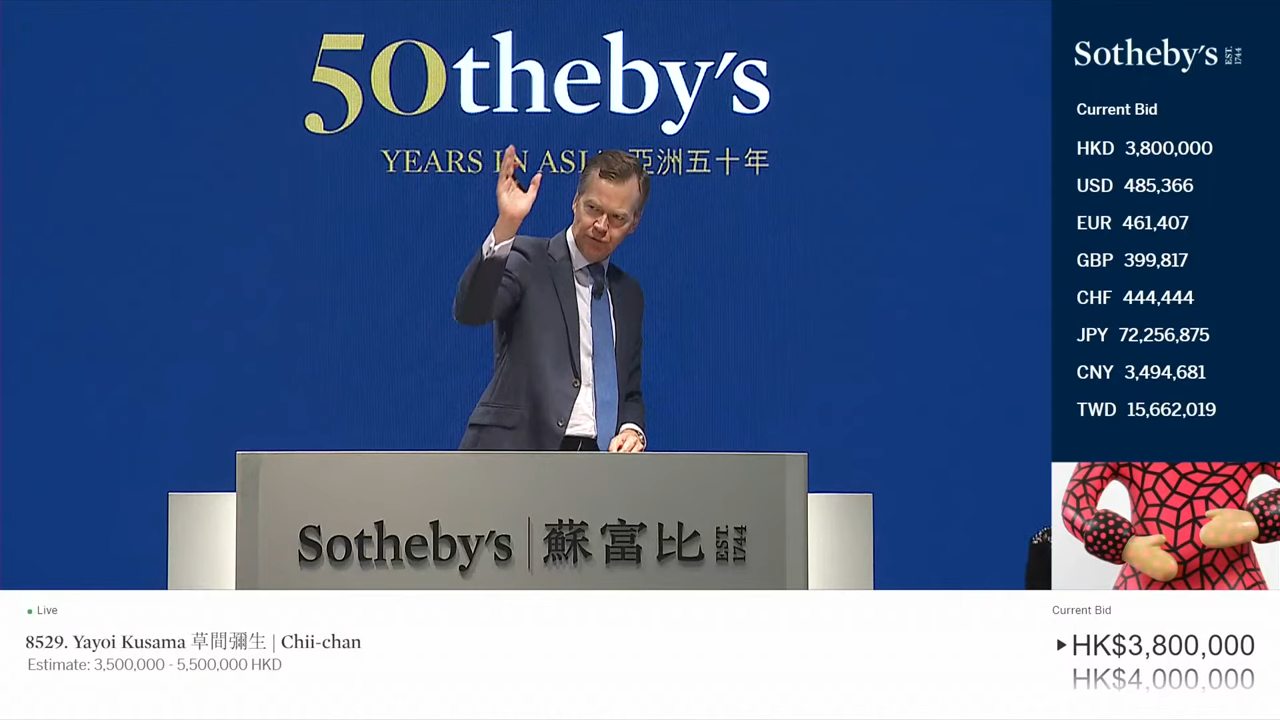 50theby's
YEARS IN ASIA 亞洲五十年
Sotheby's | 蘇富比 EST. 1744
Sotheby's EST. 1744
Current Bid
HKD 3,800,000
USD 485,366
EUR 461,407
GBP 399,817
CHF 444,444
JPY 72,256,875
CNY 3,494,681
TWD 15,662,019
Live
8529. Yayoi Kusama 草間彌生 | Chii-chan
Estimate: 3,500,000 - 5,500,000 HKD
Current Bid
HK$3,800,000
HK$4,000,000